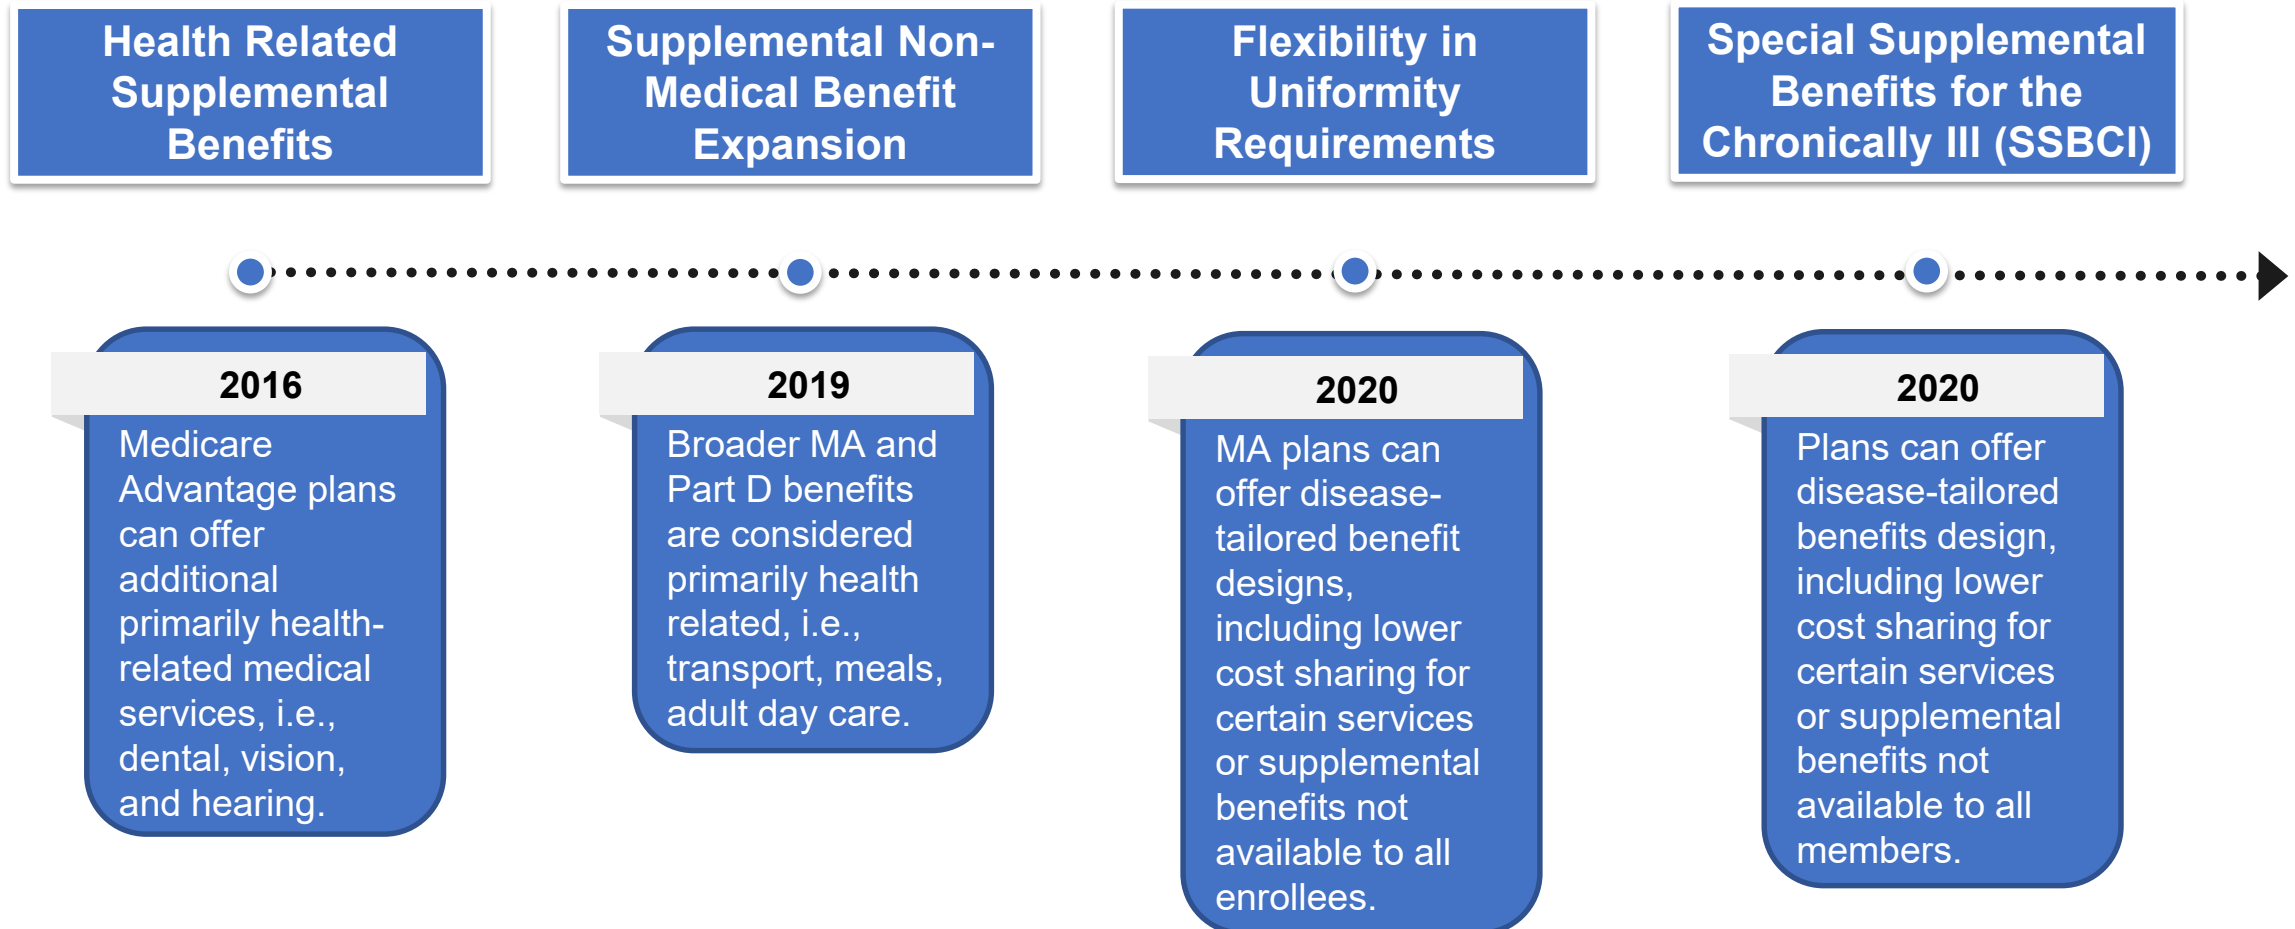 Health Related
Supplemental
Benefits
Supplemental Non-
Medical Benefit
Expansion
Flexibility in
Uniformity
Requirements
Special Supplemental
Benefits for the
Chronically Ill (SSBCI)
2016
Medicare
Advantage plans
can offer
additional
primarily health-
related medical
services, i.e.,
dental, vision,
and hearing.
2019
Broader MA and
Part D benefits
are considered
primarily health
related, i.e.,
transport, meals,
adult day care.
2020
MA plans can
offer disease-
tailored benefit
designs,
including lower
cost sharing for
certain services
or supplemental
benefits not
available to all
enrollees.
2020
Plans can offer
disease-tailored
benefits design,
including lower
cost sharing for
certain services
or supplemental
benefits not
available to all
members.